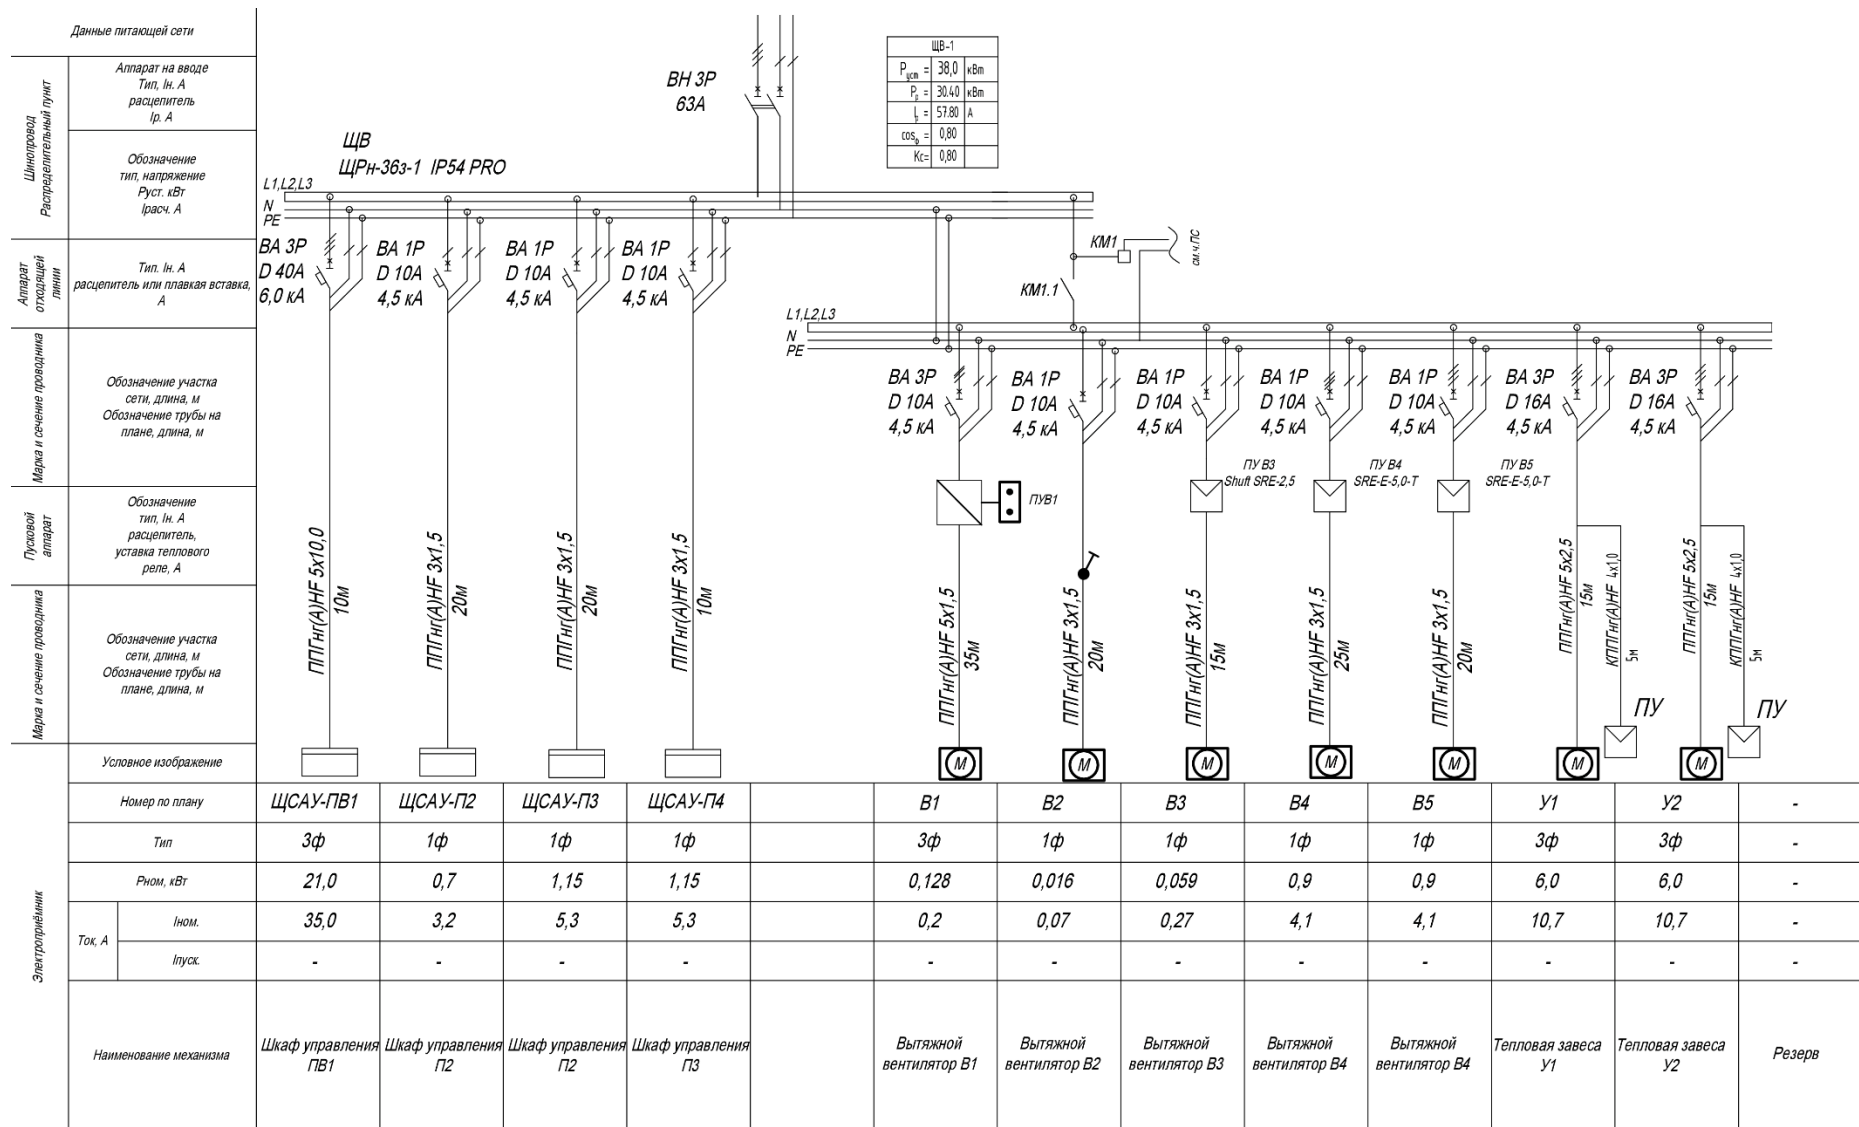 Данные питающей сети
Шинопровод
Распределительный пункт
Аппарат на вводе
Тип, Iн. А
расцепитель
Iр. А
Обозначение
тип, напряжение
Руст. кВт
Iрасч. А
Аппарат
отходящей
линии
Тип. Iн. А
расцепитель или плавкая вставка,
А
Марка и сечение проводника
Обозначение участка
сети, длина, м
Обозначение трубы на
плане, длина, м
Пусковой
аппарат
Обозначение
тип, Iн. А
расцепитель,
уставка теплового
реле, А
Марка и сечение проводника
Обозначение участка
сети, длина, м
Обозначение трубы на
плане, длина, м
ВН 3Р
63А
ЩВ-1
Pуст = 38,0 кВт
Pр = 30.40 кВт
Iр = 57.80 А
cosφ = 0,80
Kc= 0,80
ЩВ
ЩРн-36з-1 IP54 PRO
L1,L2,L3
N
PE
ВА 3Р
D 40А
6,0 кА
ВА 1Р
D 10А
4,5 кА
ВА 1Р
D 10А
4,5 кА
ВА 1Р
D 10А
4,5 кА
КМ1
см.ч.ПС
КМ1.1
L1,L2,L3
N
PE
ВА 3Р
D 10А
4,5 кА
ВА 1Р
D 10А
4,5 кА
ВА 1Р
D 10А
4,5 кА
ВА 1Р
D 10А
4,5 кА
ВА 1Р
D 10А
4,5 кА
ВА 3Р
D 16А
4,5 кА
ВА 3Р
D 16А
4,5 кА
ПУВ1
ПУ В3
Shuft SRE-2,5
ПУ В4
SRE-E-5,0-T
ПУ В5
SRE-E-5,0-T
ППГнг(А)HF 5х10,0
10м
ППГнг(А)HF 3х1,5
20м
ППГнг(А)HF 3х1,5
20м
ППГнг(А)HF 3х1,5
10м
ППГнг(А)HF 5х1,5
35м
ППГнг(А)HF 3х1,5
20м
ППГнг(А)HF 3х1,5
15м
ППГнг(А)HF 3х1,5
25м
ППГнг(А)HF 3х1,5
20м
ППГнг(А)HF 5х2,5
15м
КППГнг(А)HF 4х1,0
5м
ПУ
ППГнг(А)HF 5х2,5
15м
КППГнг(А)HF 4х1,0
5м
ПУ
Условное изображение
М М М М М М М
Электроприёмник
Номер по плану ЩСАУ-ПВ1 ЩСАУ-П2 ЩСАУ-П3 ЩСАУ-П4 В1 В2 В3 В4 В5 У1 У2 -
Тип 3ф 1ф 1ф 1ф 3ф 1ф 1ф 1ф 1ф 3ф 3ф -
Рном, кВт 21,0 0,7 1,15 1,15 0,128 0,016 0,059 0,9 0,9 6,0 6,0 -
Ток, А
Iном. 35,0 3,2 5,3 5,3 0,2 0,07 0,27 4,1 4,1 10,7 10,7 -
Iпуск. - - - - - - - - - - - -
Наименование механизма
Шкаф управления
ПВ1
Шкаф управления
П2
Шкаф управления
П2
Шкаф управления
П3
Вытяжной
вентилятор В1
Вытяжной
вентилятор В2
Вытяжной
вентилятор В3
Вытяжной
вентилятор В4
Вытяжной
вентилятор В4
Тепловая завеса
У1
Тепловая завеса
У2
Резерв